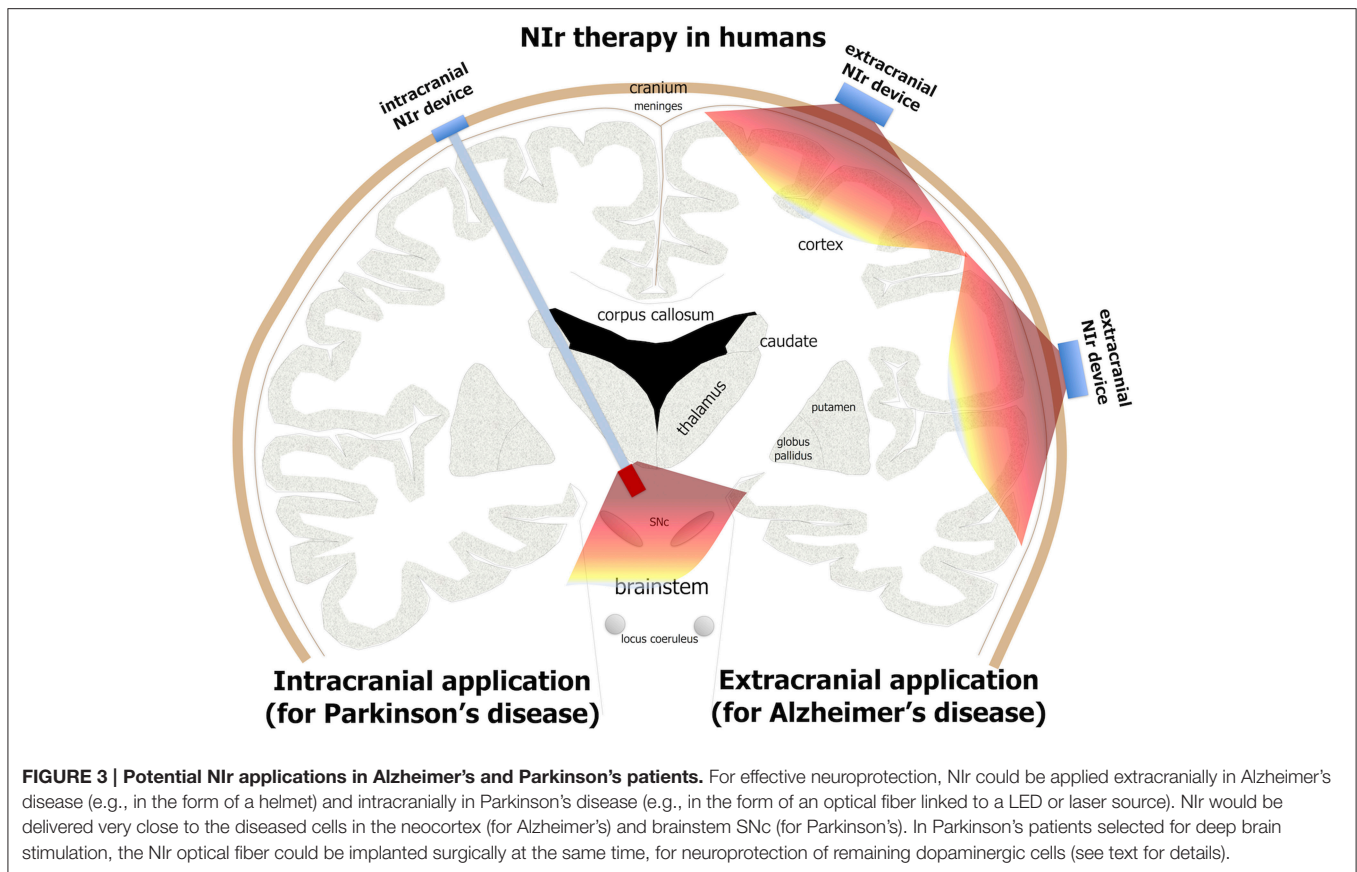 NIr therapy in humans
intracranial
NIr device
extracranial
NIr device
cranium
meninges
cortex
corpus callosum
caudate
thalamus
putamen
globus
pallidus
extracranial
NIr device
SNc
brainstem
locus coeruleus
Intracranial application
(for Parkinson’s disease)
Extracranial application
(for Alzheimer’s disease)
FIGURE 3 | Potential NIr applications in Alzheimer’s and Parkinson’s patients. For effective neuroprotection, NIr could be applied extracranially in Alzheimer’s
disease (e.g., in the form of a helmet) and intracranially in Parkinson’s disease (e.g., in the form of an optical fiber linked to a LED or laser source). NIr would be
delivered very close to the diseased cells in the neocortex (for Alzheimer’s) and brainstem SNc (for Parkinson’s). In Parkinson’s patients selected for deep brain
stimulation, the NIr optical fiber could be implanted surgically at the same time, for neuroprotection of remaining dopaminergic cells (see text for details).